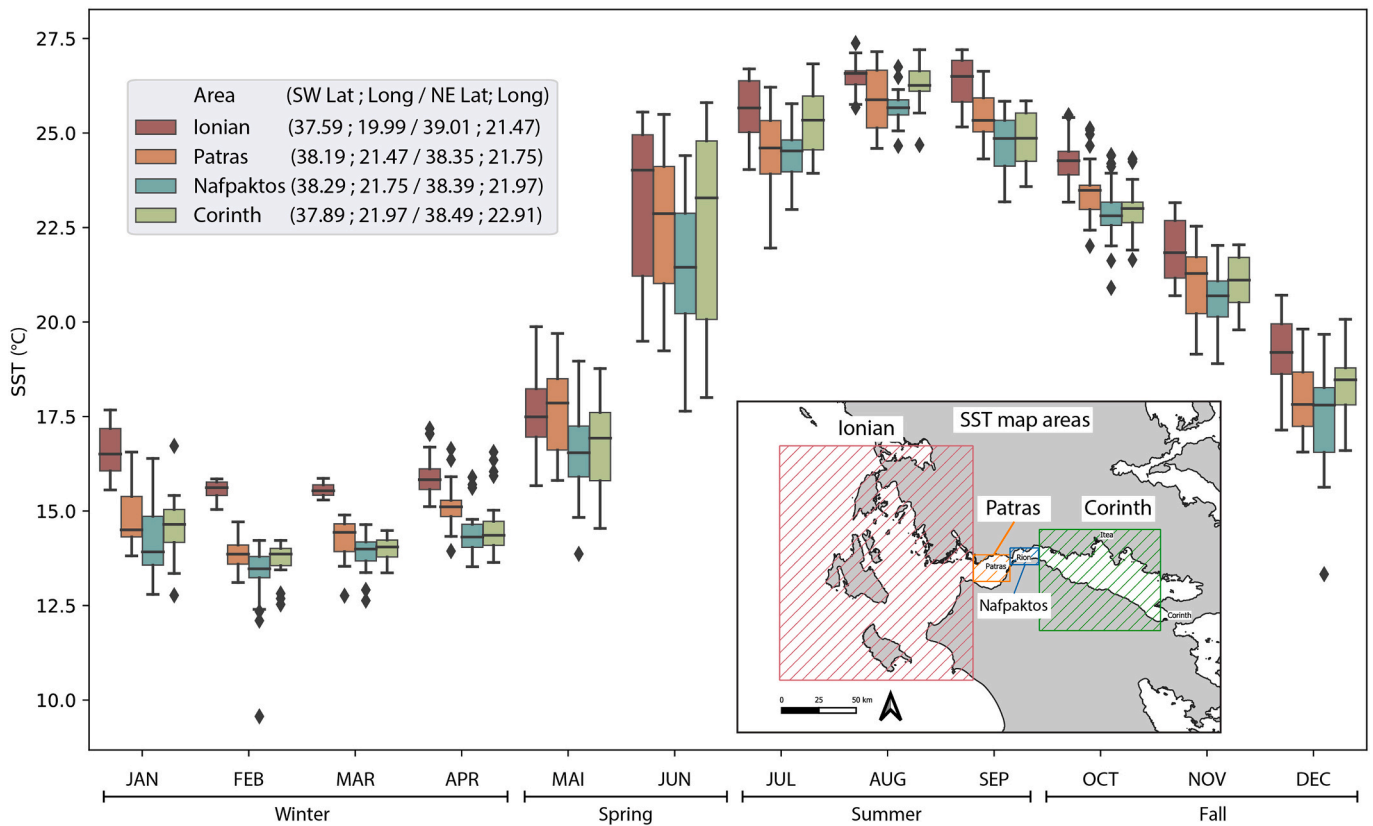 27.5
25.0
22.5
20.0
17.5
15.0
12.5
10.0
SST (°C)
Area (SW Lat ; Long / NE Lat; Long)
Ionian (37.59 ; 19.99 / 39.01 ; 21.47)
Patras (38.19 ; 21.47 / 38.35 ; 21.75)
Nafpaktos (38.29 ; 21.75 / 38.39 ; 21.97)
Corinth (37.89 ; 21.97 / 38.49 ; 22.91)
SST map areas
Ionian
Patras
Corinth
Itea
Rion
Patras
Nafpaktos
Corinth
0 25 50 km
JAN FEB MAR APR MAI JUN JUL AUG SEP OCT NOV DEC
Winter Spring Summer Fall